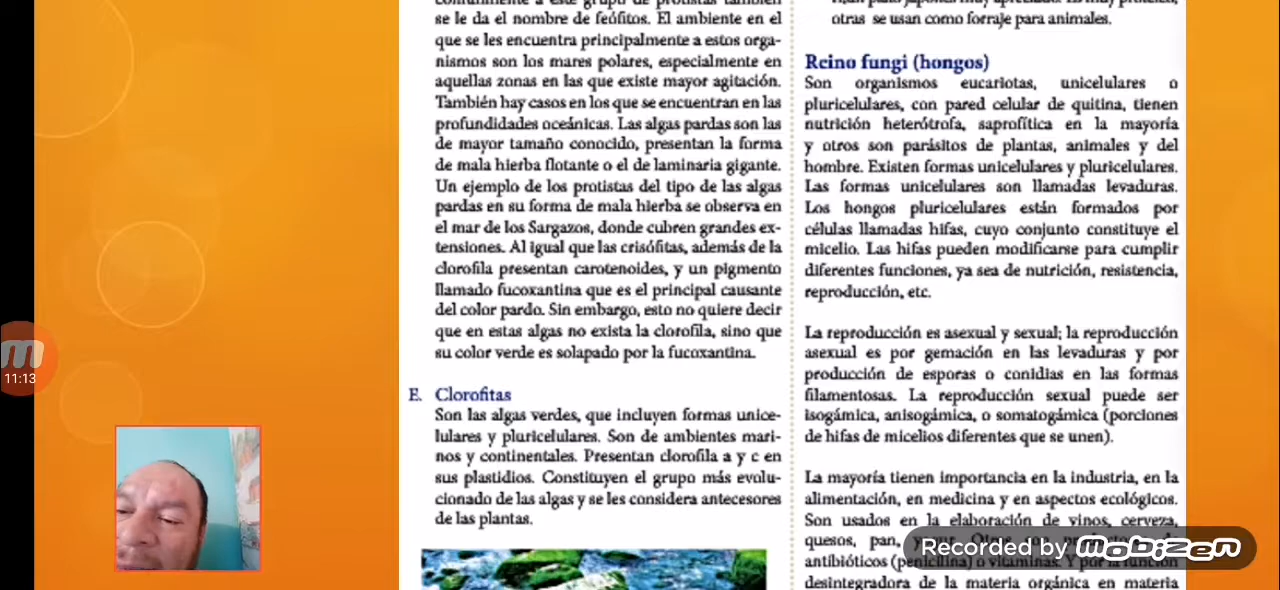 comúnmente a este grupo de protistas también
se le da el nombre de feófitos. El ambiente en el
que se les encuentra principalmente a estos orga-
nismos son los mares polares, especialmente en
aquellas zonas en las que existe mayor agitación.
También hay casos en los que se encuentran en las
profundidades oceánicas. Las algas pardas son las
de mayor tamaño conocido, presentan la forma
de mala hierba flotante o el de laminaria gigante.
Un ejemplo de los protistas del tipo de las algas
pardas en su forma de mala hierba se observa en
el mar de los Sargazos, donde cubren grandes ex-
tensiones. Al igual que las crisófitas, además de la
clorofila presentan carotenoides, y un pigmento
llamado fucoxantina que es el principal causante
del color pardo. Sin embargo, esto no quiere decir
que en estas algas no exista la clorofila, sino que
su color verde es solapado por la fucoxantina.
E. Clorofitas
Son las algas verdes, que incluyen formas unice-
lulares y pluricelulares. Son de ambientes mari-
nos y continentales. Presentan clorofila a y c en
sus plastidios. Constituyen el grupo más evolu-
cionado de las algas y se les considera antecesores
de las plantas.
otras se usan como forraje para animales.
Reino fungi (hongos)
Son organismos eucariotas, unicelulares o
pluricelulares, con pared celular de quitina, tienen
nutrición heterótrofa, saprofítica en la mayoría
y otros son parásitos de plantas, animales y del
hombre. Existen formas unicelulares y pluricelulares.
Las formas unicelulares son llamadas levaduras.
Los hongos pluricelulares están formados por
células llamadas hifas, cuyo conjunto constituye el
micelio. Las hifas pueden modificarse para cumplir
diferentes funciones, ya sea de nutrición, resistencia,
reproducción, etc.
La reproducción es asexual y sexual; la reproducción
asexual es por gemación en las levaduras y por
producción de esporas o conidias en las formas
filamentosas. La reproducción sexual puede ser
isogámica, anisogámica, o somatogámica (porciones
de hifas de micelios diferentes que se unen).
La mayoría tienen importancia en la industria, en la
alimentación, en medicina y en aspectos ecológicos.
Son usados en la elaboración de vinos, cerveza,
quesos, pan,
antibióticos (penicilina) o vitaminas. Y por la función
desintegradora de la materia orgánica en materia
m
11:13
Recorded by mobizen